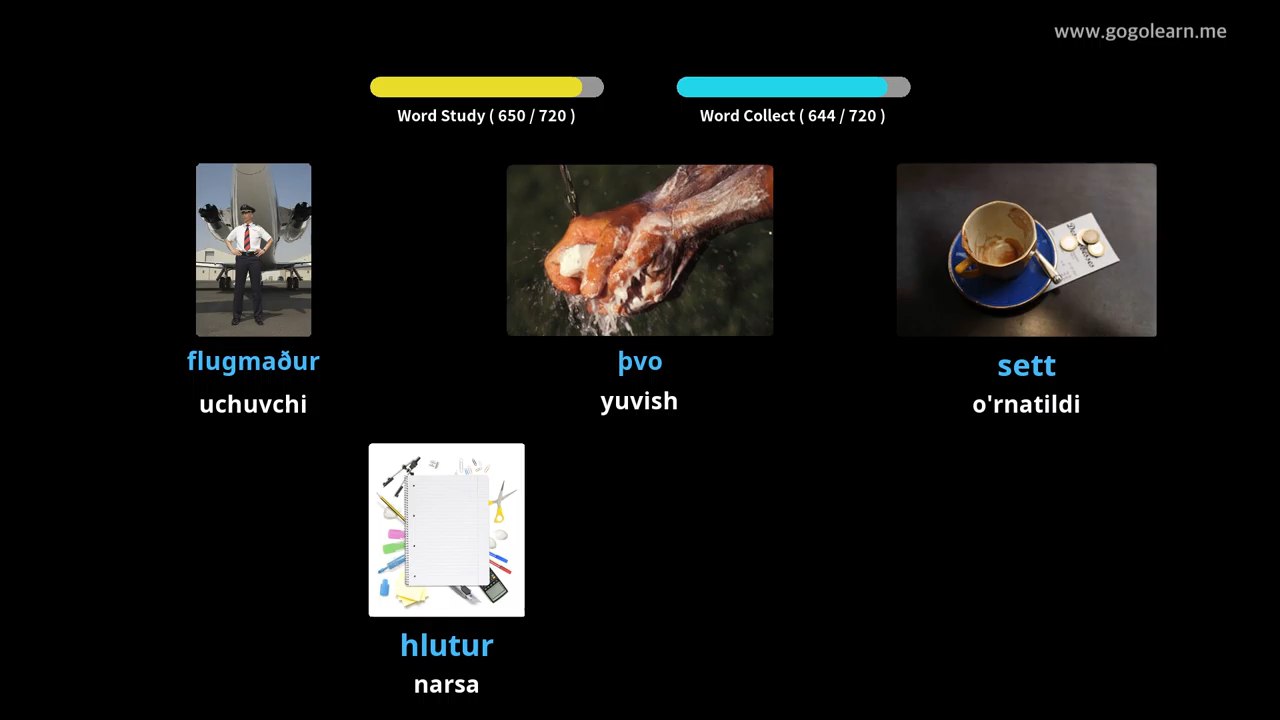 www.gogolearn.me
Word Study ( 650 / 720 )
Word Collect ( 644 / 720 )
flugmaður
uchuvchi
þvo
yuvish
sett
o'rnatildi
hlutur
narsa